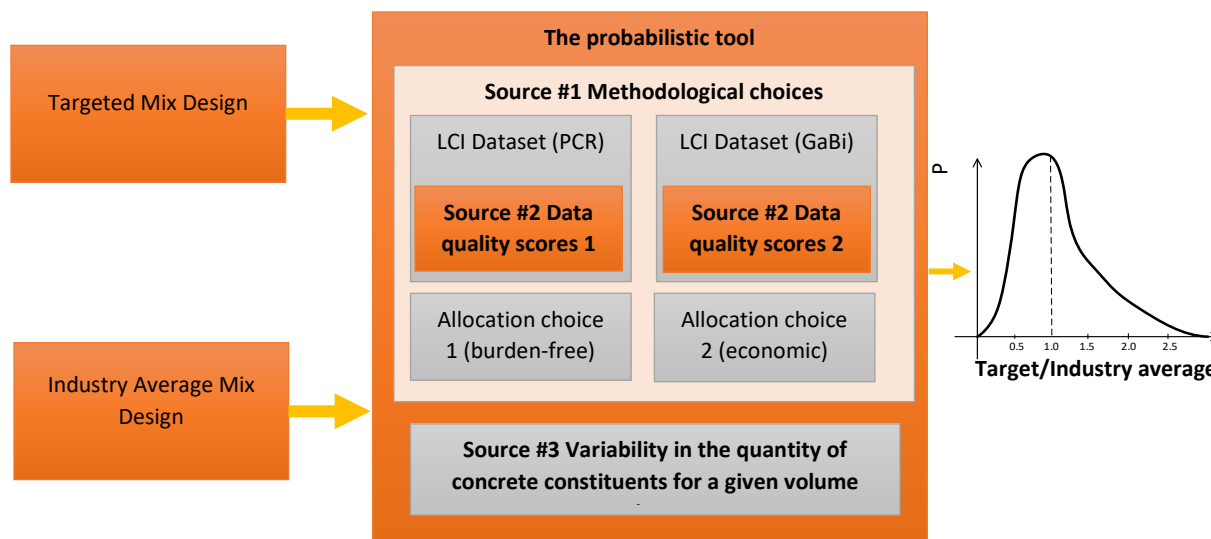 Targeted Mix Design
Industry Average Mix
Design
The probabilistic tool
Source #1 Methodological choices
LCI Dataset (PCR)
Source #2 Data
quality scores 1
LCI Dataset (GaBi)
Source #2 Data
quality scores 2
Allocation choice
1 (burden-free)
Allocation choice
2 (economic)
Source #3 Variability in the quantity of
concrete constituents for a given volume
P
0.5 1.0 1.5 2.0 2.5
Target/Industry average